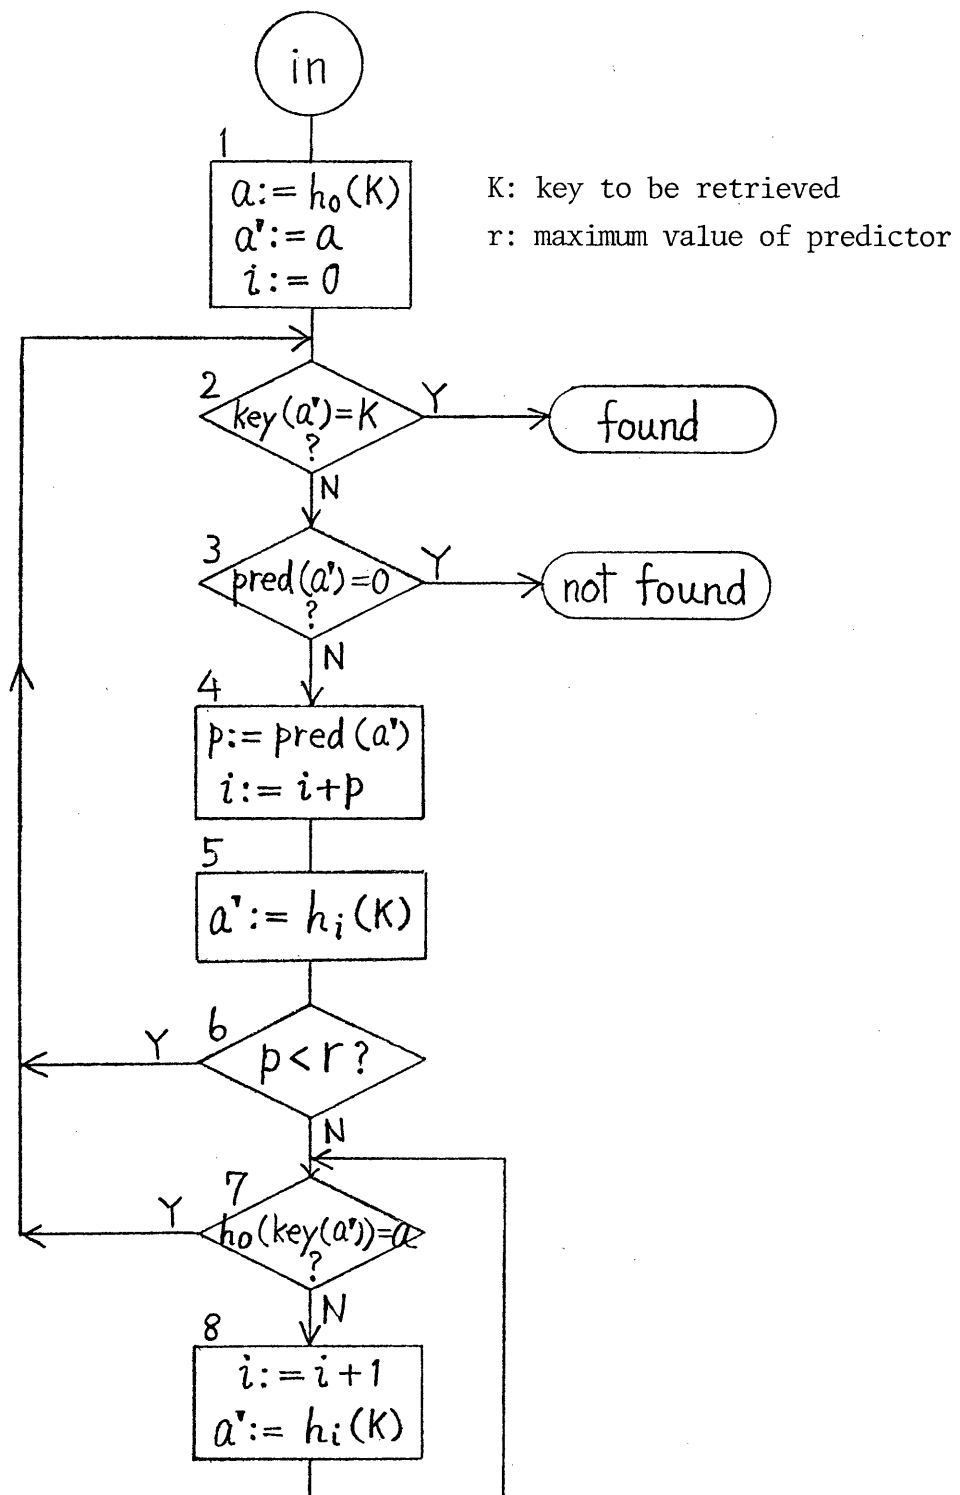 in
1
a:= h₀(K)
a':= a
i:= 0
K: key to be retrieved
r: maximum value of predictor
2
key(a')=K
?
Y
found
N
3
pred(a')=0
?
Y
not found
N
4
p:= pred(a')
i:= i+p
5
a':= hᵢ(K)
6
p<r?
Y
N
7
h₀(key(a'))=a
?
Y
N
8
i:= i+1
a':= hᵢ(K)